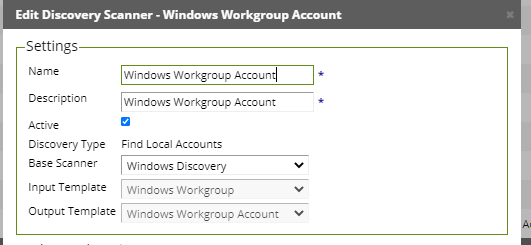 Edit Discovery Scanner - Windows Workgroup Account
Settings
Name Windows Workgroup Account *
Description Windows Workgroup Account *
Active
Discovery Type Find Local Accounts
Base Scanner Windows Discovery
Input Template Windows Workgroup
Output Template Windows Workgroup Account